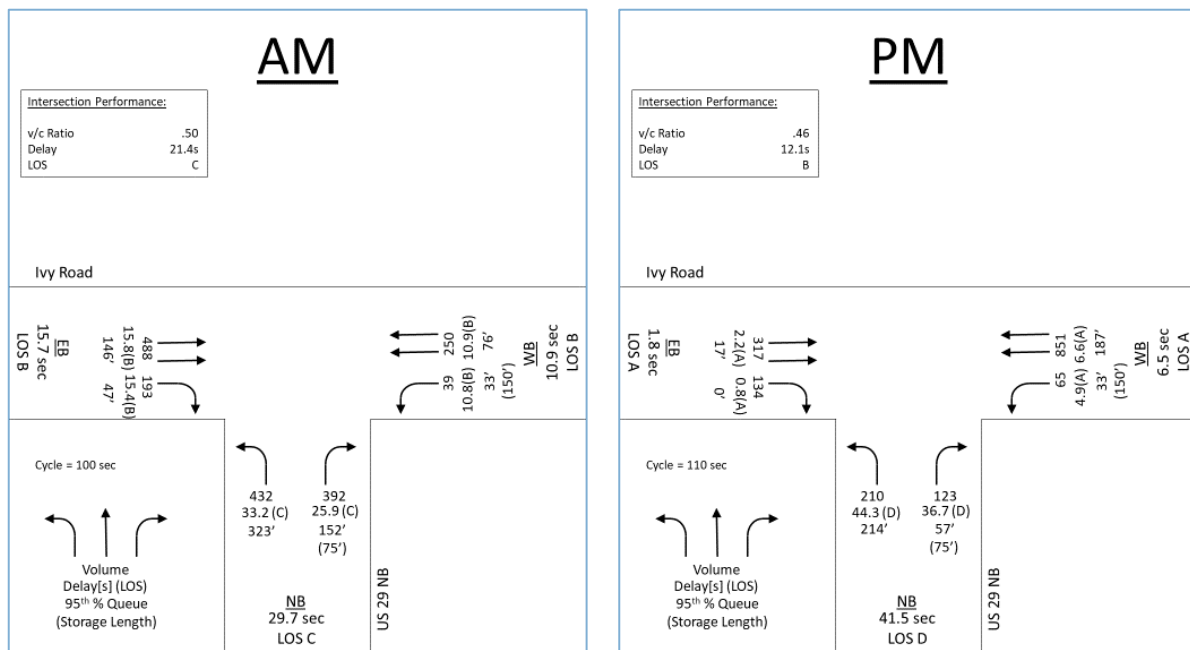 AM
Intersection Performance:
v/c Ratio .50
Delay 21.4s
LOS C
Ivy Road
EB
15.7 sec
LOS B
488
15.8(B)
146'
193
15.4(B)
47'
250
10.9(B)
76'
39
10.8(B)
33'
(150')
WB
10.9 sec
LOS B
Cycle = 100 sec
Volume
Delay[s] (LOS)
95th % Queue
(Storage Length)
432
33.2 (C)
323'
392
25.9 (C)
152'
(75')
NB
29.7 sec
LOS C
US 29 NB
PM
Intersection Performance:
v/c Ratio .46
Delay 12.1s
LOS B
Ivy Road
EB
1.8 sec
LOS A
317
2.2(A)
17'
134
0.8(A)
0'
851
6.6(A)
187'
65
4.9(A)
33'
(150')
WB
6.5 sec
LOS A
Cycle = 110 sec
Volume
Delay[s] (LOS)
95th % Queue
(Storage Length)
210
44.3 (D)
214'
123
36.7 (D)
57'
(75')
NB
41.5 sec
LOS D
US 29 NB